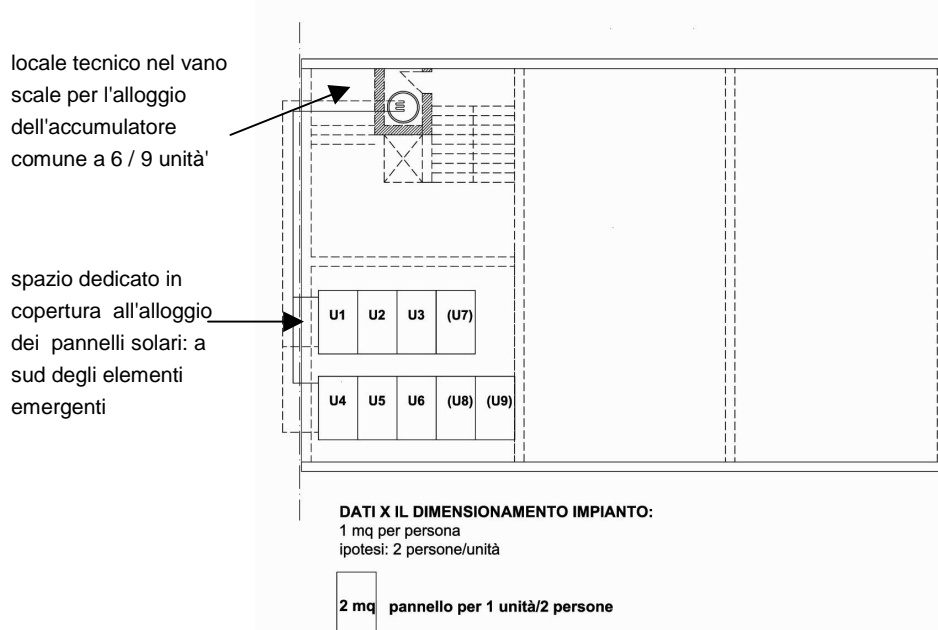 locale tecnico nel vano
scale per l'alloggio
dell'accumulatore
comune a 6 / 9 unità'
spazio dedicato in
copertura all'alloggio
dei pannelli solari: a
sud degli elementi
emergenti
U1 U2 U3 (U7)
U4 U5 U6 (U8) (U9)
DATI X IL DIMENSIONAMENTO IMPIANTO:
1 mq per persona
ipotesi: 2 persone/unità
2 mq pannello per 1 unità/2 persone